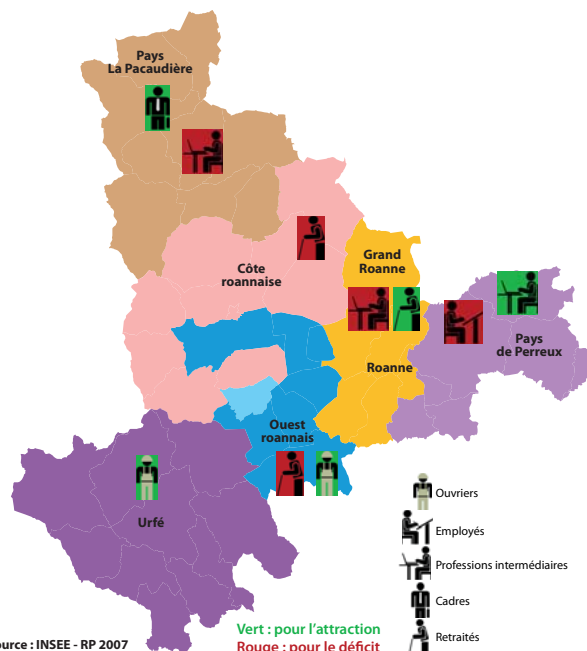 Pays
La Pacaudière
Côte
roannaise
Grand
Roanne
Roanne
Pays
de Perreux
Ouest
roannais
Urfé
Ouvriers
Employés
Professions intermédiaires
Cadres
Retraités
Vert : pour l'attraction
Rouge : pour le déficit
ource : INSEE - RP 2007